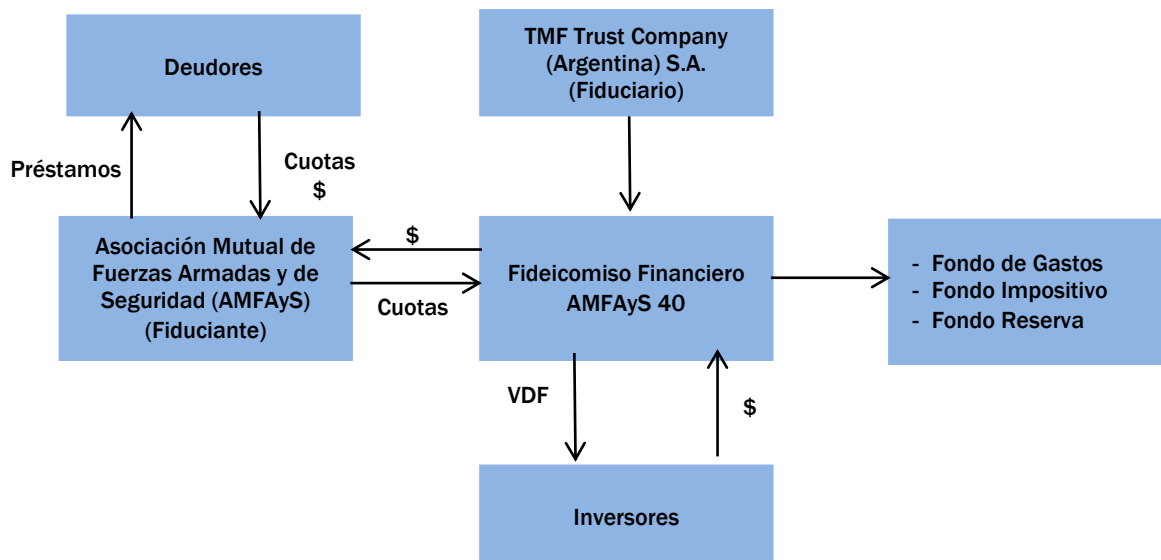 Deudores
TMF Trust Company
(Argentina) S.A.
(Fiduciario)
Préstamos
Cuotas
$
Asociación Mutual de
Fuerzas Armadas y de
Seguridad (AMFAyS)
(Fiduciante)
$
Cuotas
Fideicomiso Financiero
AMFAyS 40
- Fondo de Gastos
- Fondo Impositivo
- Fondo Reserva
VDF
$
Inversores